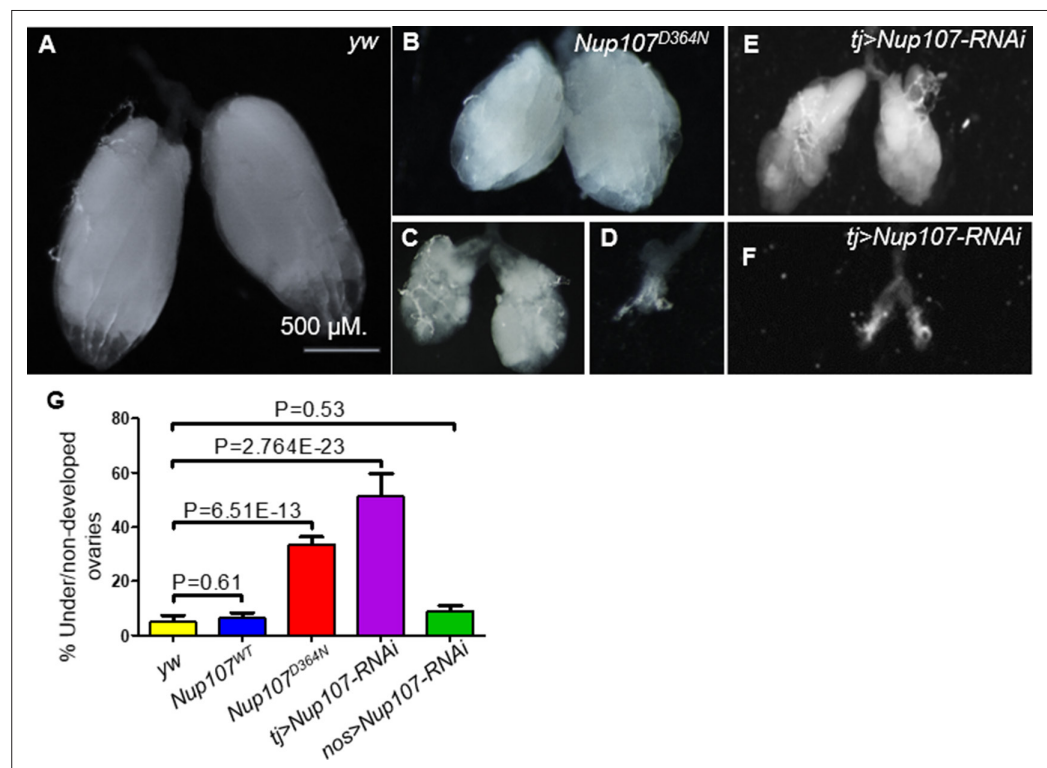 A
yw
500 µM.
B
Nup107D364N
C
D
E
tj>Nup107-RNAi
F
tj>Nup107-RNAi
G
% Under/non-developed
ovaries
80
60
40
20
0
P=0.53
P=2.764E-23
P=6.51E-13
P=0.61
yw
Nup107WT
Nup107D364N
tj>Nup107-RNAi
nos>Nup107-RNAi